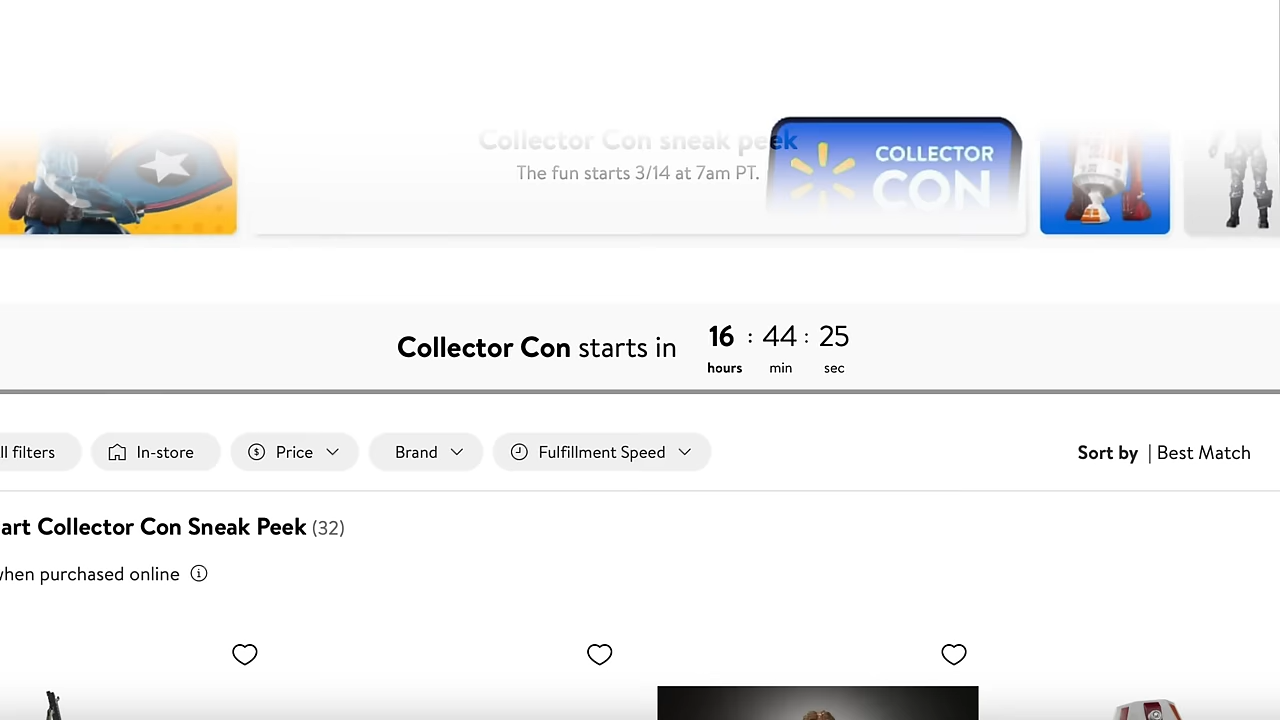 Collector Con sneak peek
The fun starts 3/14 at 7am PT.
COLLECTOR
CON
Collector Con starts in
16 : 44 : 25
hours min sec
ll filters
In-store
Price
Brand
Fulfillment Speed
Sort by | Best Match
art Collector Con Sneak Peek (32)
when purchased online